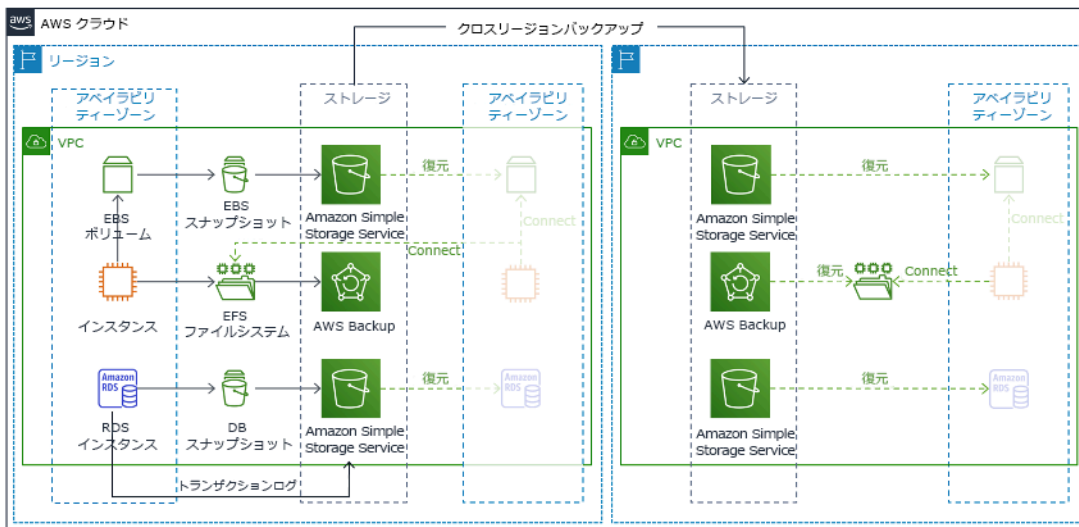 aws
AWS クラウド
クロスリージョンバックアップ
リージョン
アベイラビリ
ティーゾーン
ストレージ
アベイラビリ
ティーゾーン
VPC
EBS
ボリューム
EBS
スナップショット
Amazon Simple
Storage Service
復元
Connect
Connect
インスタンス
EFS
ファイルシステム
AWS Backup
Amazon
RDS
RDS
インスタンス
DB
スナップショット
Amazon Simple
Storage Service
復元
Amazon
RDS
トランザクションログ
ストレージ
アベイラビリ
ティーゾーン
VPC
Amazon Simple
Storage Service
復元
Connect
AWS Backup
復元
Connect
Amazon Simple
Storage Service
復元
Amazon
RDS